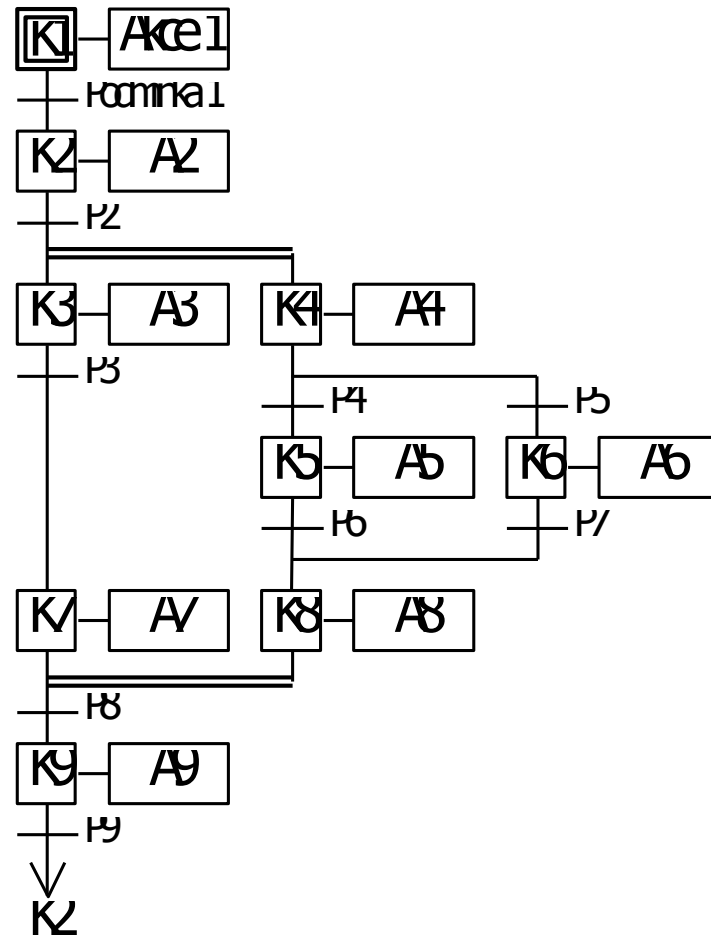 K1 Akce1
Podmínka1
K2 A2
P2
K3 A3 K4 A4
P3 P4 P5
K5 A5 K6 A6
P6 P7
K7 A7 K8 A8
P8
K9 A9
P9
K2